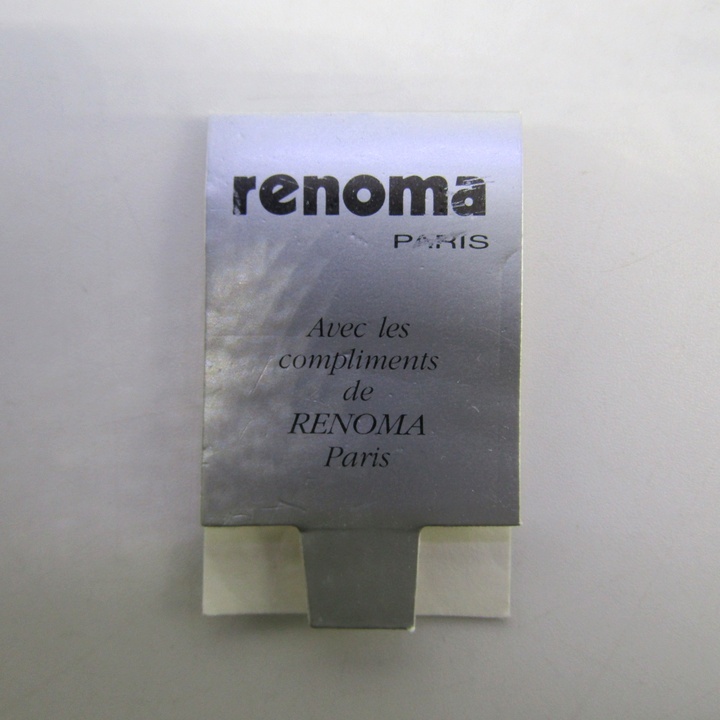 renoma
PARIS
Avec les
compliments
de
RENOMA
Paris